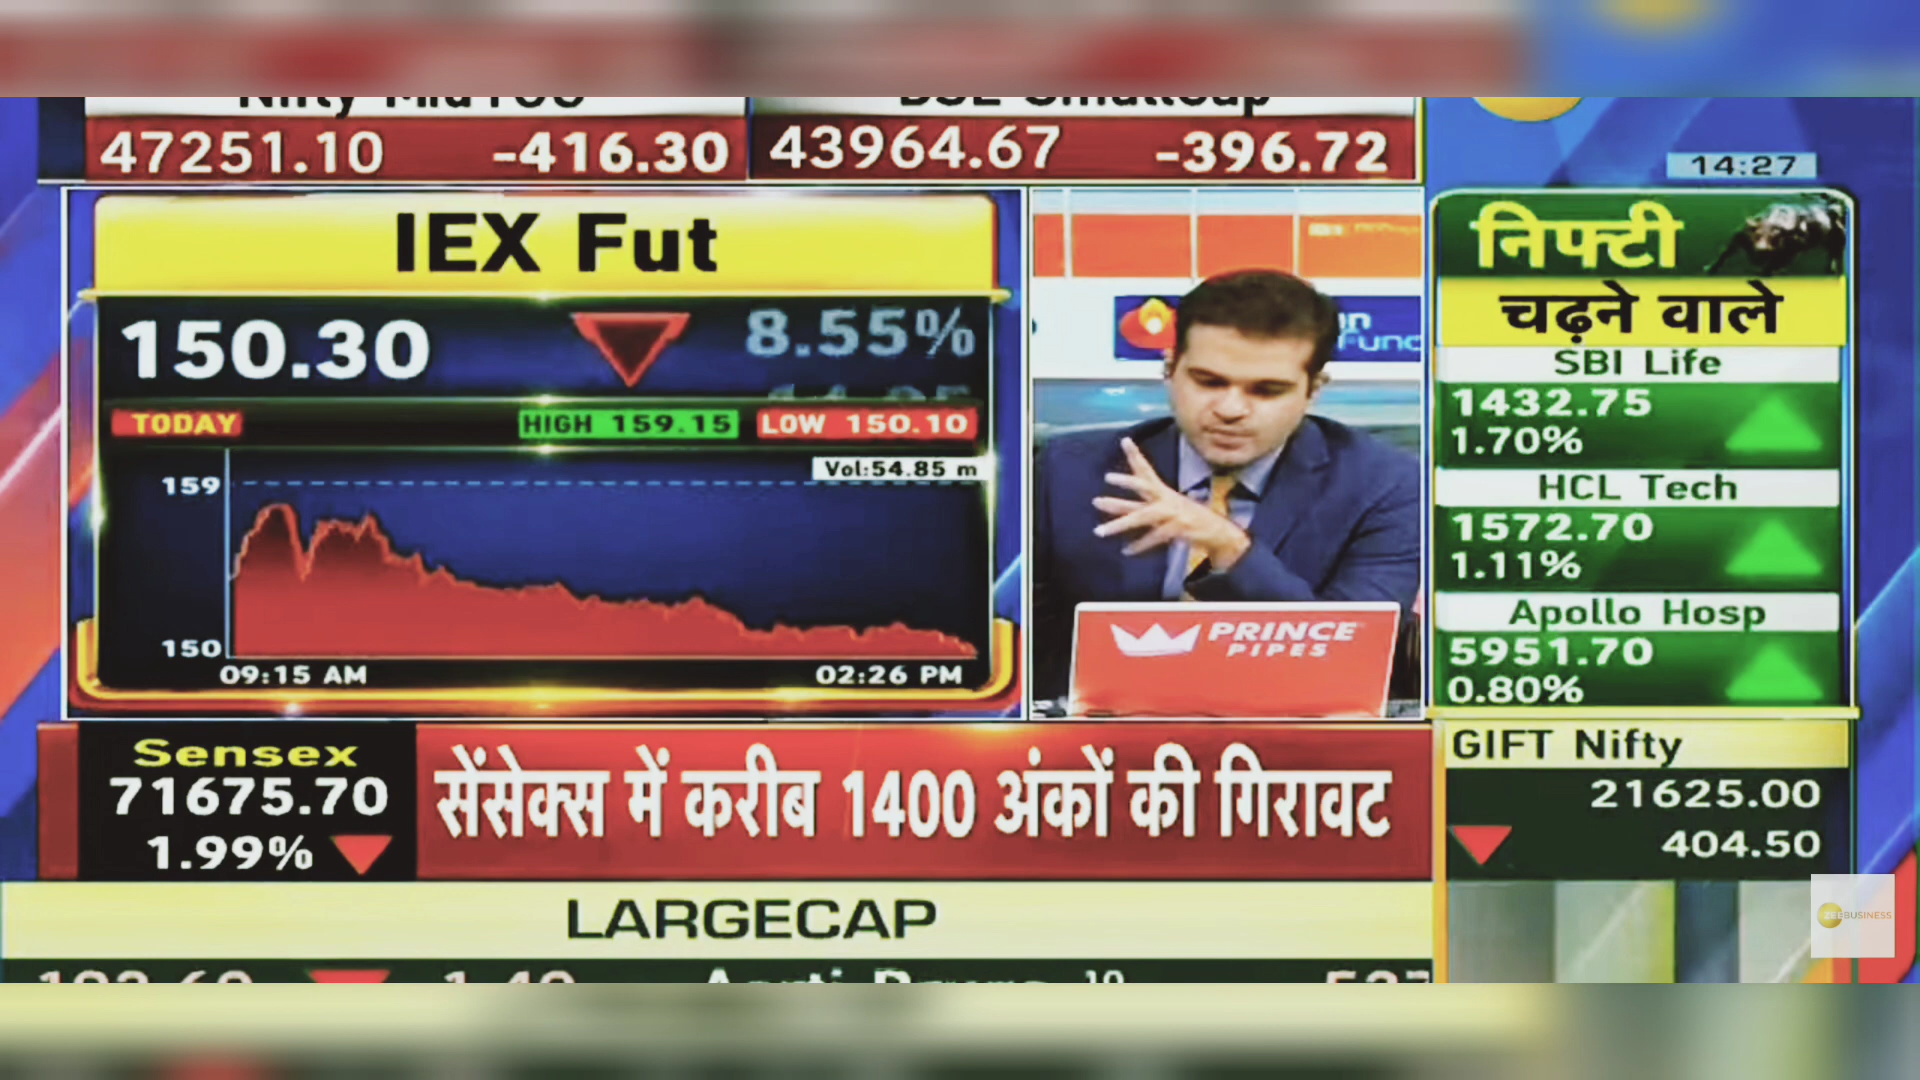 47251.10 -416.30
43964.67 -396.72
14:27
IEX Fut
150.30 8.55%
TODAY HIGH 159.15 LOW 150.10
Vol:54.85 m
159
150
09:15 AM 02:26 PM
PRINCE
PIPES
निफ्टी
चढ़ने वाले
SBI Life
1432.75
1.70%
HCL Tech
1572.70
1.11%
Apollo Hosp
5951.70
0.80%
GIFT Nifty
21625.00
404.50
Sensex
71675.70
1.99%
सेंसेक्स में करीब 1400 अंकों की गिरावट
LARGECAP
ZEEBUSINESS